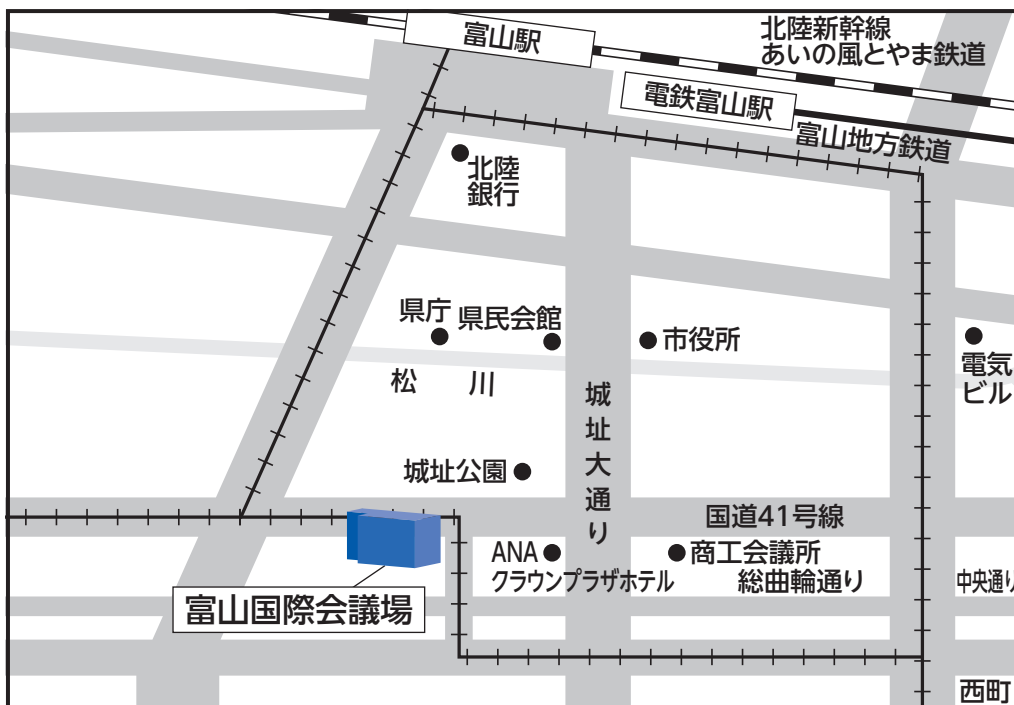 富山駅
北陸新幹線
あいの風とやま鉄道
電鉄富山駅
富山地方鉄道
北陸
銀行
県庁
県民会館
市役所
電気
ビル
松川
城址大通り
城址公園
国道41号線
ANA
クラウンプラザホテル
商工会議所
総曲輪通り
中央通り
富山国際会議場
西町